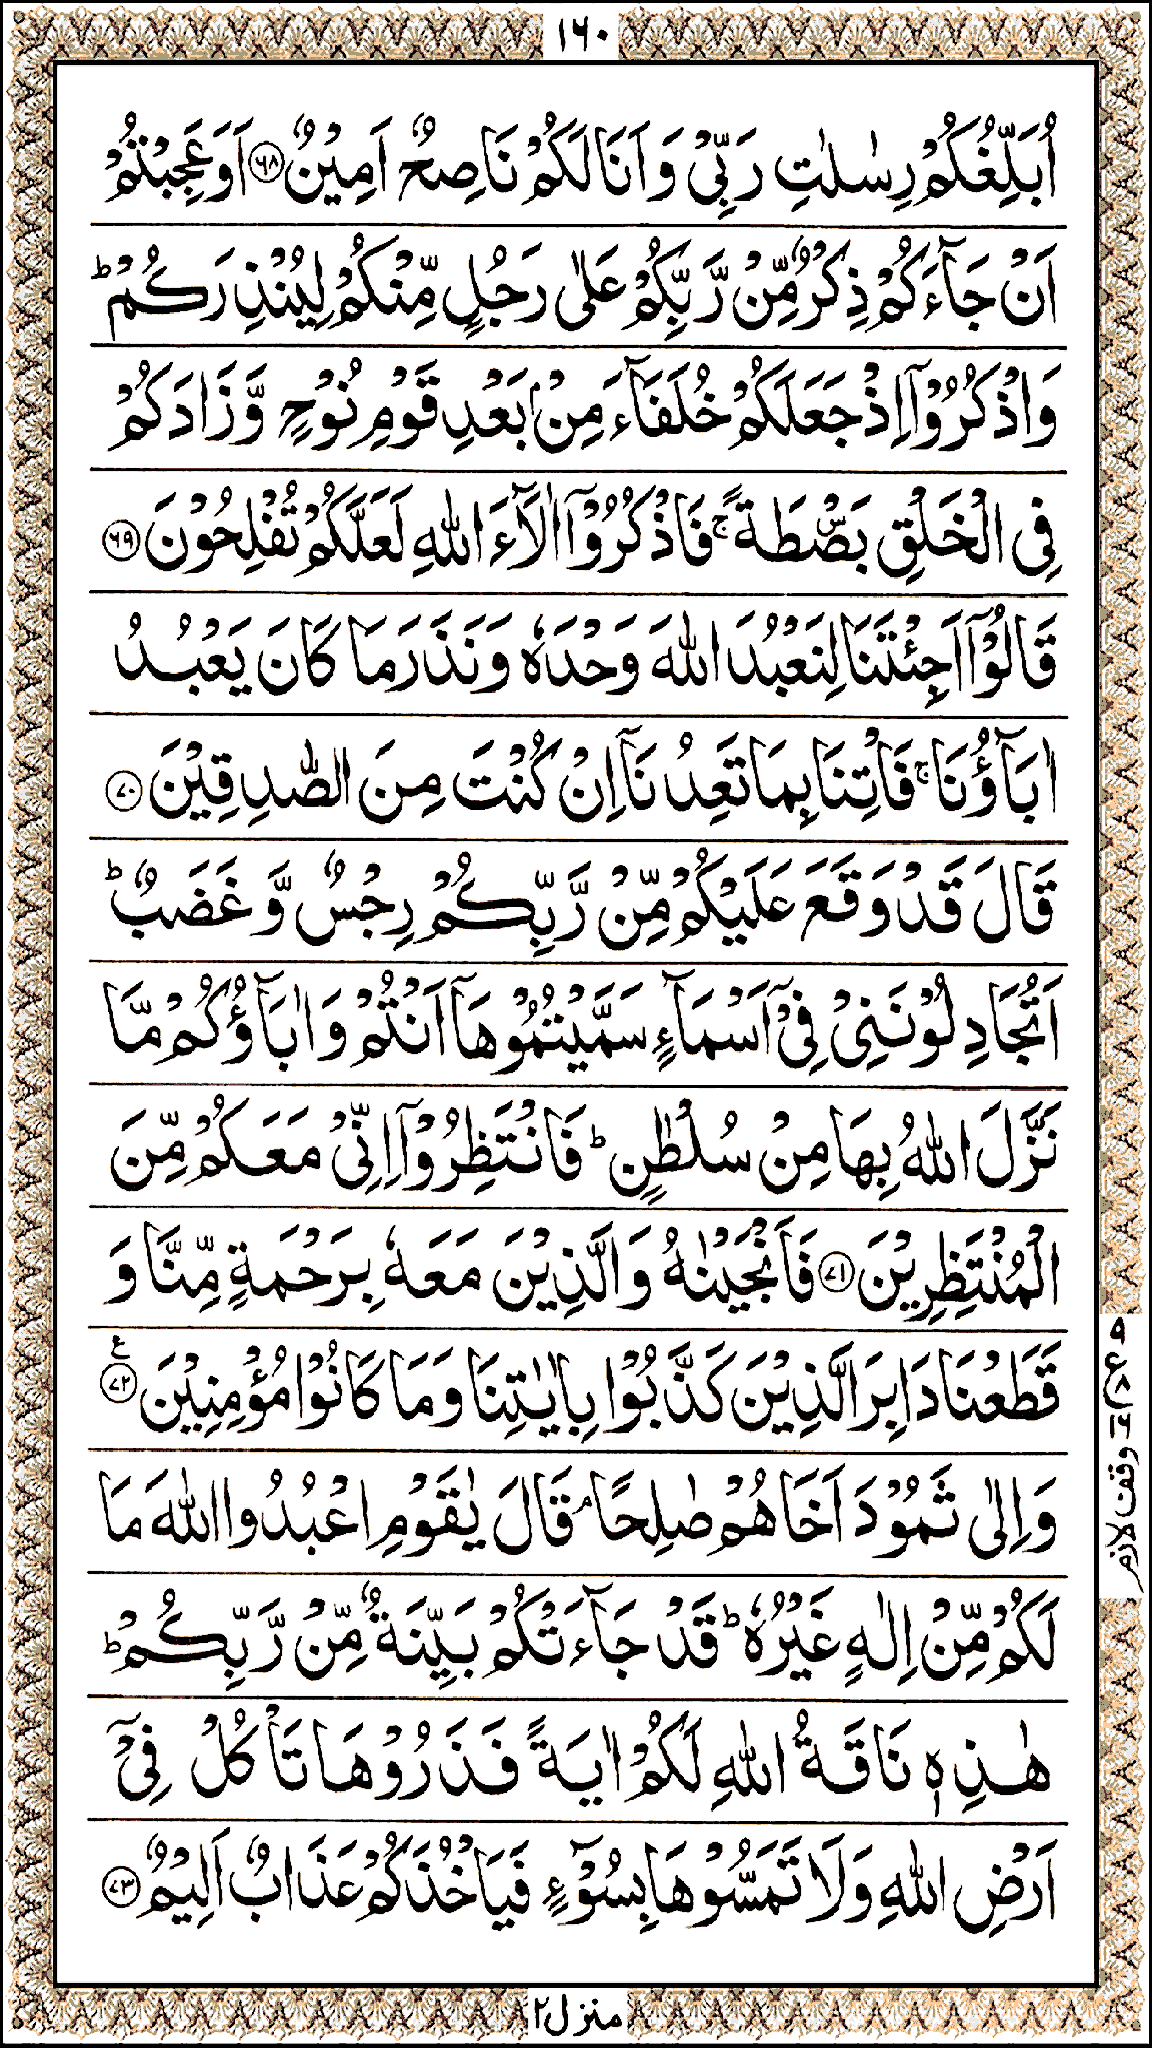 ١٦٠
اُبَلِّغُكُمْ رِسٰلٰتِ رَبِّیْ وَ اَنَا لَكُمْ نَاصِحٌ اَمِیْنٌ ﴿٦٨﴾ اَوَ عَجِبْتُمْ
اَنْ جَآءَكُمْ ذِكْرٌ مِّنْ رَّبِّكُمْ عَلٰی رَجُلٍ مِّنْكُمْ لِیُنْذِرَكُمْ ؕ
وَ اذْكُرُوْۤا اِذْ جَعَلَكُمْ خُلَفَآءَ مِنْۢ بَعْدِ قَوْمِ نُوْحٍ وَّ زَادَكُمْ
فِی الْخَلْقِ بَصْۜطَةً ۚ فَاذْكُرُوْۤا اٰلَآءَ اللّٰهِ لَعَلَّكُمْ تُفْلِحُوْنَ ﴿٦٩﴾
قَالُوْۤا اَجِئْتَنَا لِنَعْبُدَ اللّٰهَ وَحْدَهٗ وَ نَذَرَ مَا كَانَ یَعْبُدُ
اٰبَآؤُنَا ۚ فَاْتِنَا بِمَا تَعِدُنَاۤ اِنْ كُنْتَ مِنَ الصّٰدِقِیْنَ ﴿٧٠﴾
قَالَ قَدْ وَقَعَ عَلَیْكُمْ مِّنْ رَّبِّكُمْ رِجْسٌ وَّ غَضَبٌ ؕ
اَتُجَادِلُوْنَنِیْ فِیْۤ اَسْمَآءٍ سَمَّیْتُمُوْهَاۤ اَنْتُمْ وَ اٰبَآؤُكُمْ مَّا
نَزَّلَ اللّٰهُ بِهَا مِنْ سُلْطٰنٍ ؕ فَانْتَظِرُوْۤا اِنِّیْ مَعَكُمْ مِّنَ
الْمُنْتَظِرِیْنَ ﴿٧١﴾ فَاَنْجَیْنٰهُ وَ الَّذِیْنَ مَعَهٗ بِرَحْمَةٍ مِّنَّا وَ
قَطَعْنَا دَابِرَ الَّذِیْنَ كَذَّبُوْا بِاٰیٰتِنَا وَ مَا كَانُوْا مُؤْمِنِیْنَ ﴿٧٢﴾ ع
وَ اِلٰی ثَمُوْدَ اَخَاهُمْ صٰلِحًا ۘ قَالَ یٰقَوْمِ اعْبُدُوا اللّٰهَ مَا
لَكُمْ مِّنْ اِلٰهٍ غَیْرُهٗ ؕ قَدْ جَآءَتْكُمْ بَیِّنَةٌ مِّنْ رَّبِّكُمْ ؕ
هٰذِهٖ نَاقَةُ اللّٰهِ لَكُمْ اٰیَةً فَذَرُوْهَا تَاْكُلْ فِیْۤ
اَرْضِ اللّٰهِ وَ لَا تَمَسُّوْهَا بِسُوْٓءٍ فَیَاْخُذَكُمْ عَذَابٌ اَلِیْمٌ ﴿٧٣﴾
وقف لازم
منزل ٢